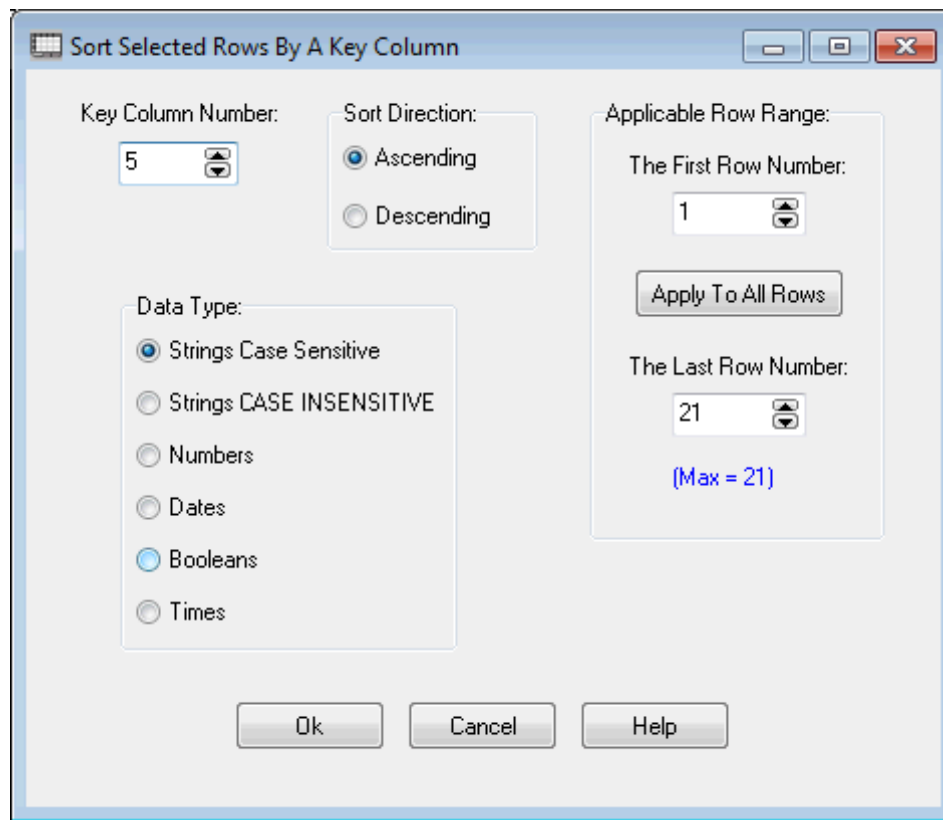 Sort Selected Rows By A Key Column
Key Column Number:
5
Sort Direction:
Ascending
Descending
Data Type:
Strings Case Sensitive
Strings CASE INSENSITIVE
Numbers
Dates
Booleans
Times
Applicable Row Range:
The First Row Number:
1
Apply To All Rows
The Last Row Number:
21
(Max = 21)
Ok
Cancel
Help